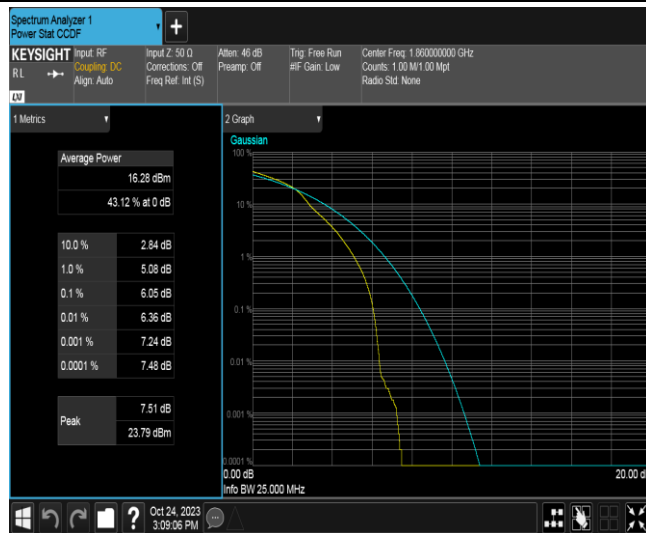 Spectrum Analyzer 1
Power Stat CCDF
+
KEYSIGHT
RL
Input: RF
Coupling: DC
Align: Auto
Input Z: 50 Ω
Corrections: Off
Freq Ref: Int (S)
Atten: 46 dB
Preamp: Off
Trig: Free Run
#IF Gain: Low
Center Freq: 1.860000000 GHz
Counts: 1.00 M/1.00 Mpt
Radio Std: None
1 Metrics
Average Power
16.28 dBm
43.12 % at 0 dB
10.0 % 2.84 dB
1.0 % 5.08 dB
0.1 % 6.05 dB
0.01 % 6.36 dB
0.001 % 7.24 dB
0.0001 % 7.48 dB
Peak
7.51 dB
23.79 dBm
2 Graph
Gaussian
100 %
10 %
1 %
0.1 %
0.01 %
0.001 %
0.0001 %
0.00 dB
20.00 d
Info BW 25.000 MHz
?
Oct 24, 2023
3:09:06 PM